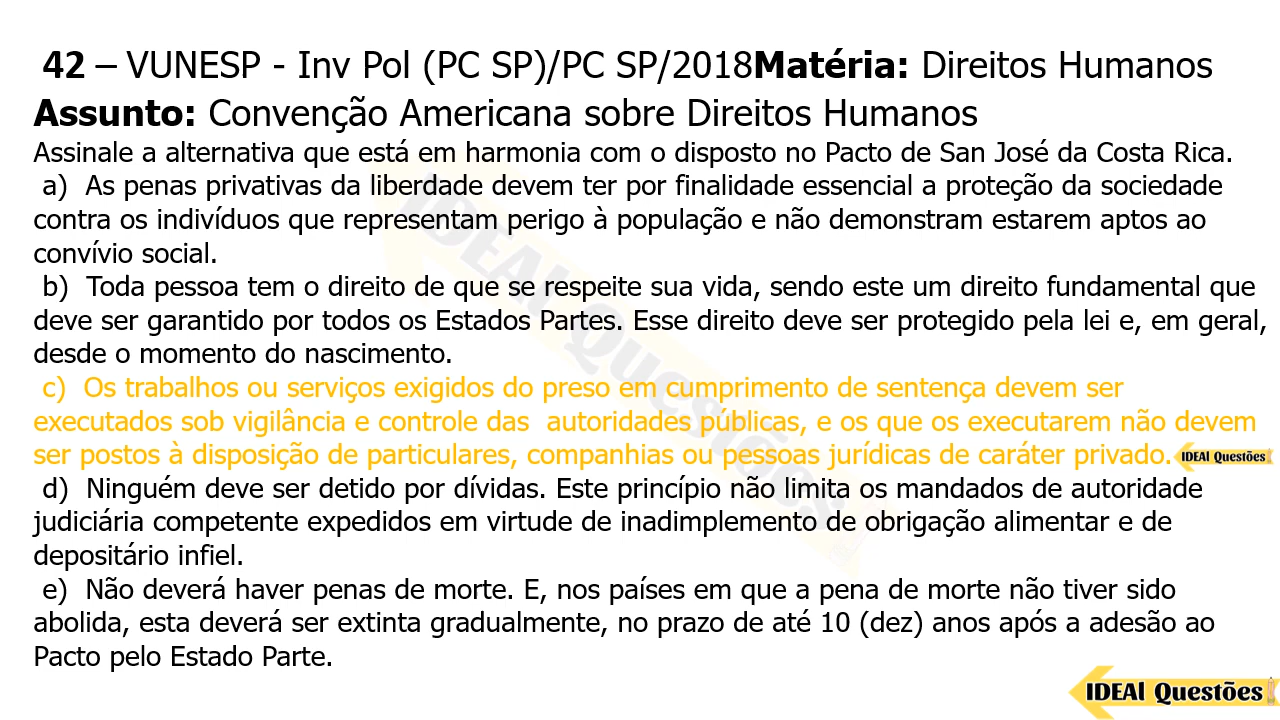 42 – VUNESP - Inv Pol (PC SP)/PC SP/2018Matéria: Direitos Humanos
Assunto: Convenção Americana sobre Direitos Humanos
Assinale a alternativa que está em harmonia com o disposto no Pacto de San José da Costa Rica.
a) As penas privativas da liberdade devem ter por finalidade essencial a proteção da sociedade
contra os indivíduos que representam perigo à população e não demonstram estarem aptos ao
convívio social.
b) Toda pessoa tem o direito de que se respeite sua vida, sendo este um direito fundamental que
deve ser garantido por todos os Estados Partes. Esse direito deve ser protegido pela lei e, em geral,
desde o momento do nascimento.
c) Os trabalhos ou serviços exigidos do preso em cumprimento de sentença devem ser
executados sob vigilância e controle das autoridades públicas, e os que os executarem não devem
ser postos à disposição de particulares, companhias ou pessoas jurídicas de caráter privado. IDEAl Questões
d) Ninguém deve ser detido por dívidas. Este princípio não limita os mandados de autoridade
judiciária competente expedidos em virtude de inadimplemento de obrigação alimentar e de
depositário infiel.
e) Não deverá haver penas de morte. E, nos países em que a pena de morte não tiver sido
abolida, esta deverá ser extinta gradualmente, no prazo de até 10 (dez) anos após a adesão ao
Pacto pelo Estado Parte.
IDEAl Questões
IDEAl Questões